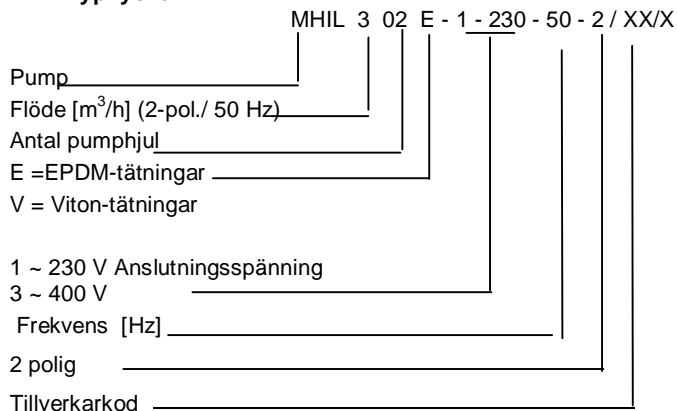 MHIL 3 02 E - 1 - 230 - 50 - 2 / XX/X
Pump
Flöde [m³/h] (2-pol./ 50 Hz)
Antal pumphjul
E =EPDM-tätningar
V = Viton-tätningar
1 ~ 230 V Anslutningsspänning
3 ~ 400 V
Frekvens [Hz]
2 polig
Tillverkarkod